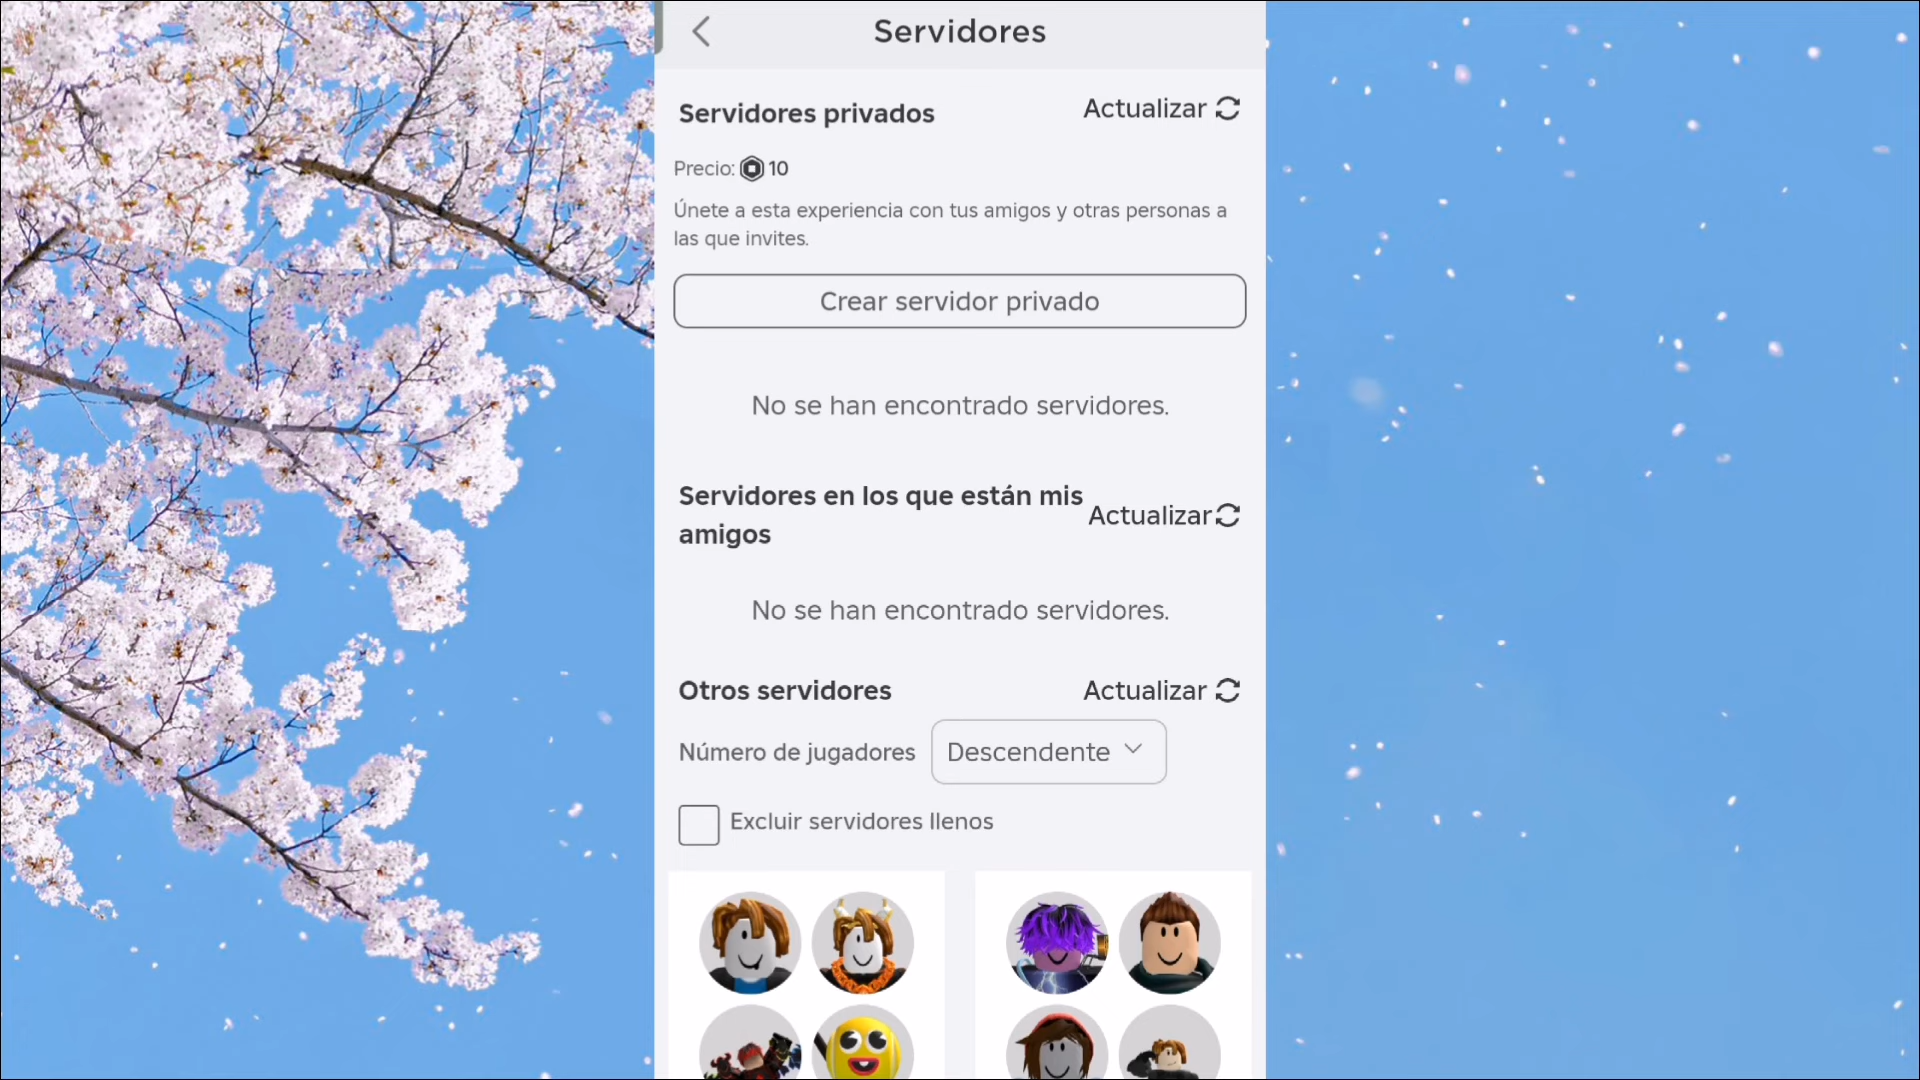 Servidores
Servidores privados
Actualizar
Precio: 10
Únete a esta experiencia con tus amigos y otras personas a
las que invites.
Crear servidor privado
No se han encontrado servidores.
Servidores en los que están mis
amigos
Actualizar
No se han encontrado servidores.
Otros servidores
Actualizar
Número de jugadores
Descendente
Excluir servidores llenos